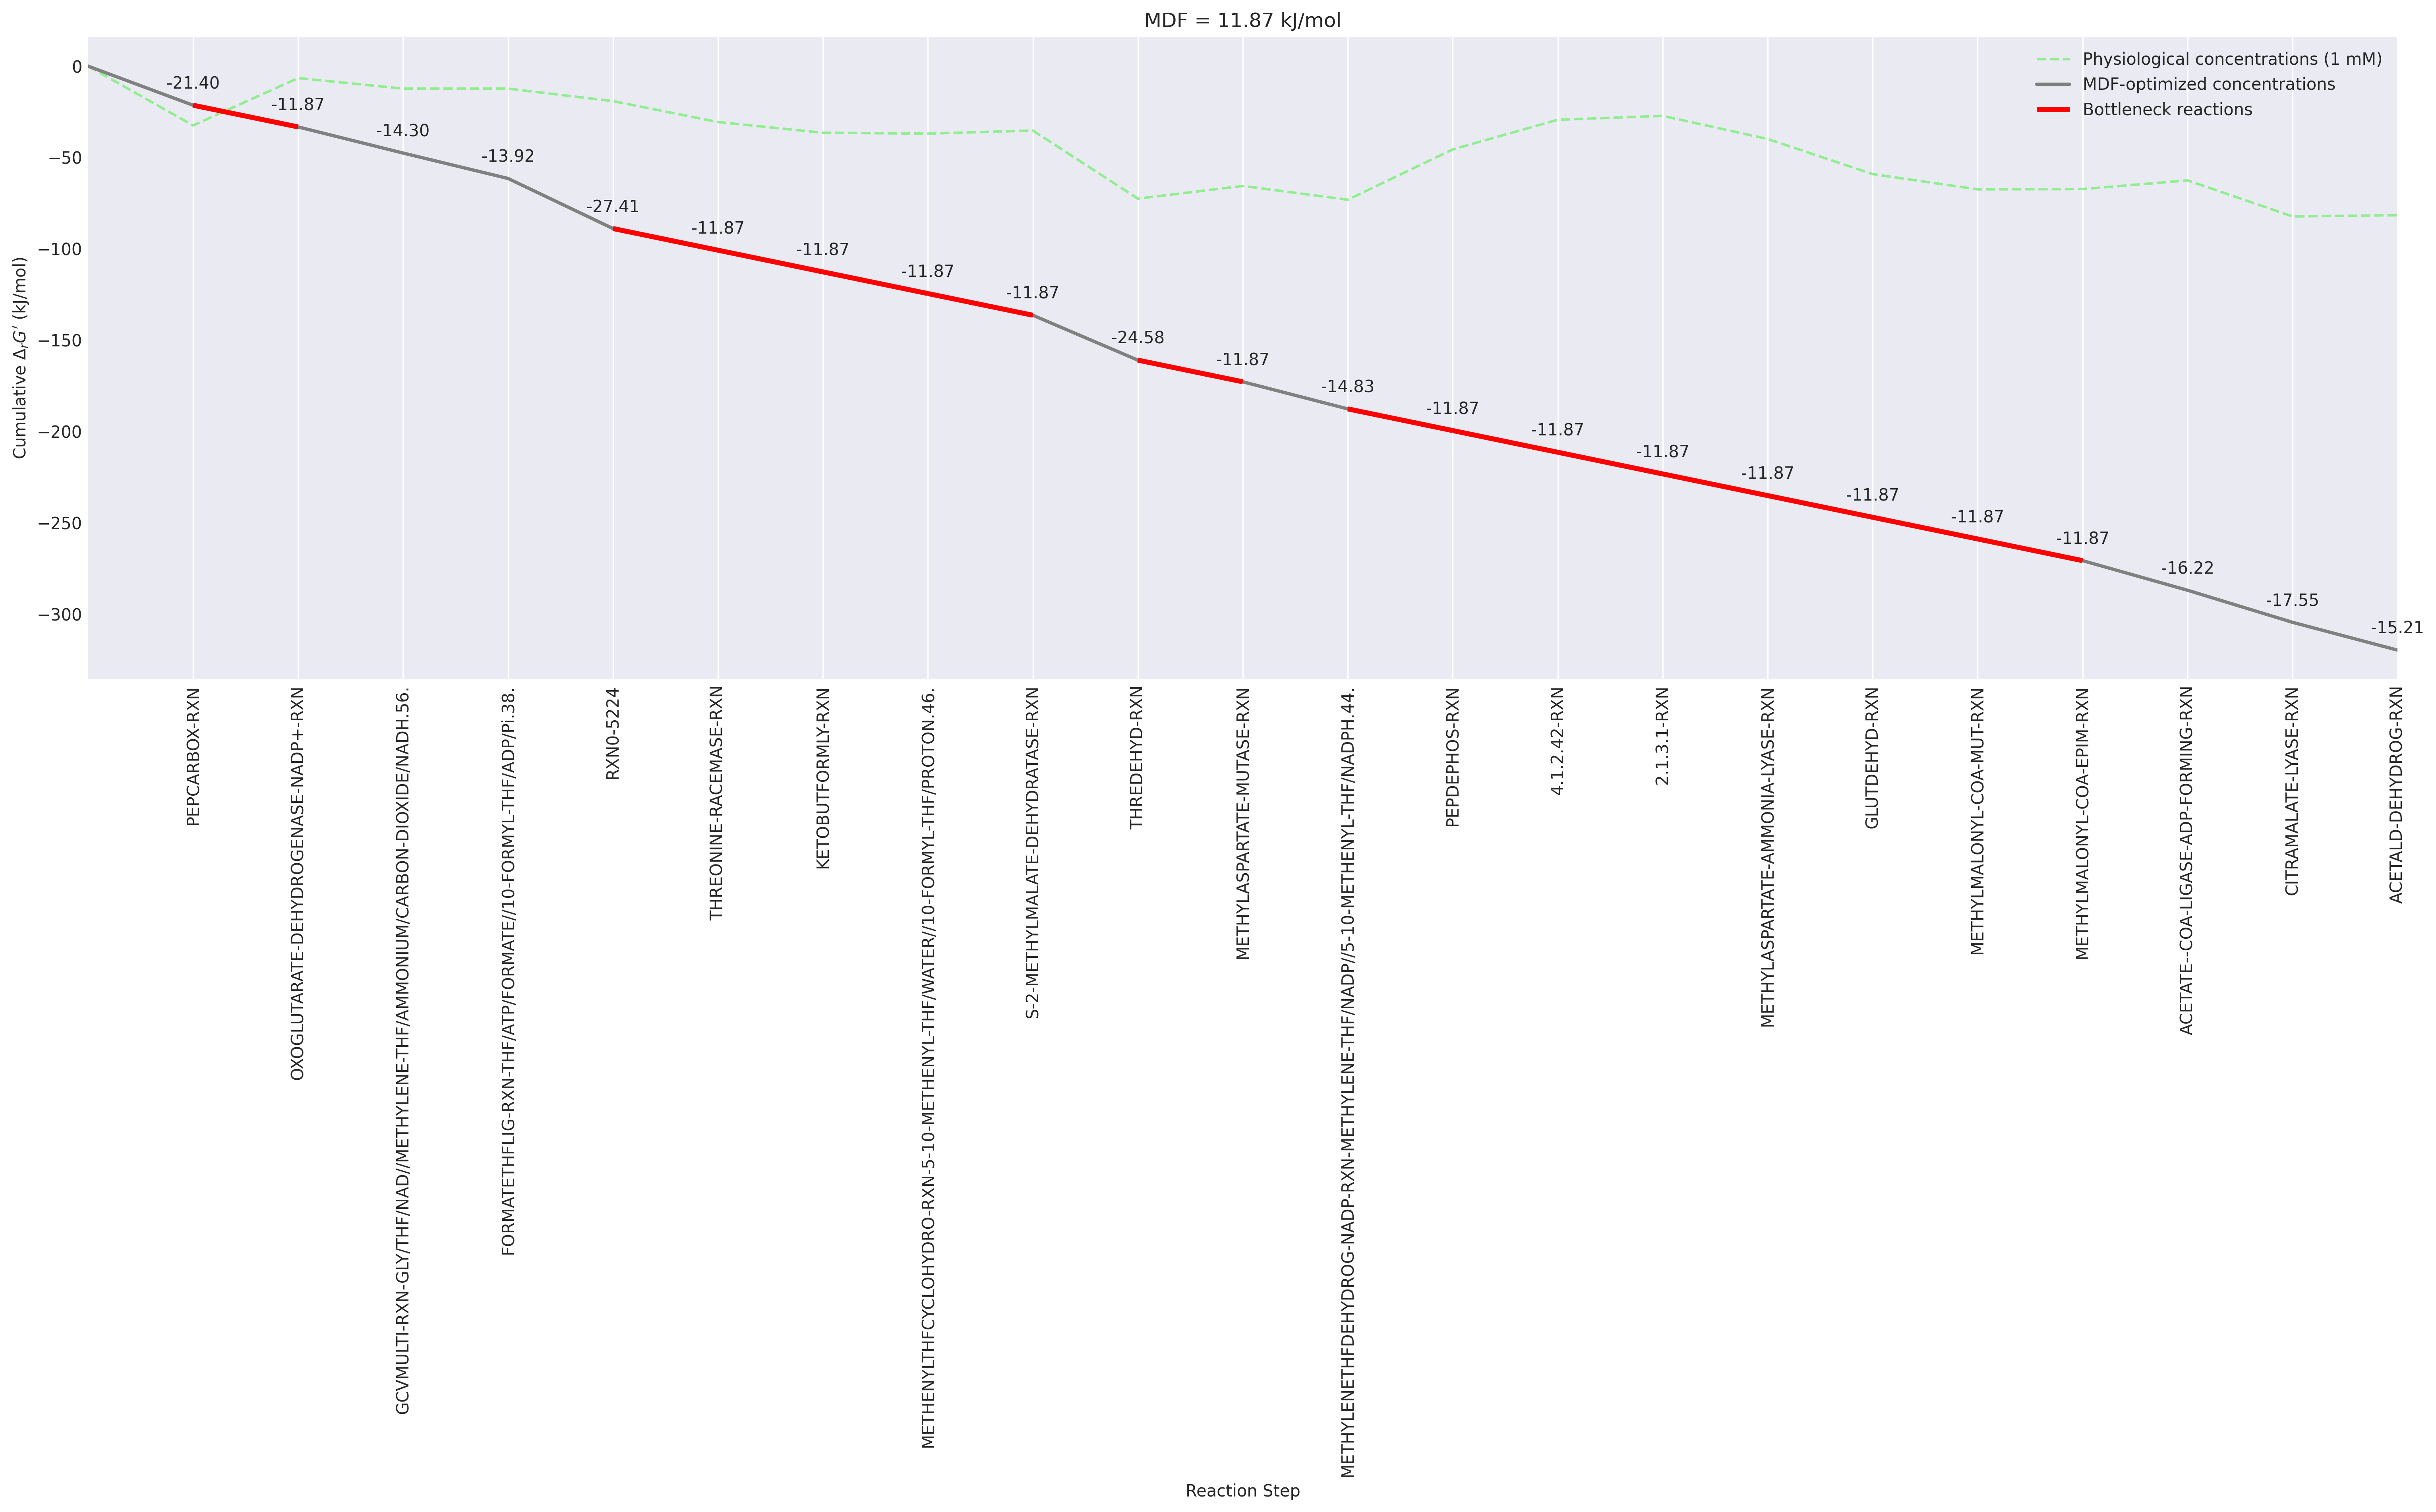 MDF = 11.87 kJ/mol
Physiological concentrations (1 mM)
MDF-optimized concentrations
Bottleneck reactions
Cumulative ΔrG′ (kJ/mol)
0
−50
−100
−150
−200
−250
−300
-21.40
-11.87
-14.30
-13.92
-27.41
-11.87
-11.87
-11.87
-11.87
-24.58
-11.87
-14.83
-11.87
-11.87
-11.87
-11.87
-11.87
-11.87
-11.87
-16.22
-17.55
-15.21
PEPCARBOX-RXN
OXOGLUTARATE-DEHYDROGENASE-NADP+-RXN
GCVMULTI-RXN-GLY/THF/NAD//METHYLENE-THF/AMMONIUM/CARBON-DIOXIDE/NADH.56.
FORMATETHFLIG-RXN-THF/ATP/FORMATE//10-FORMYL-THF/ADP/Pi.38.
RXN0-5224
THREONINE-RACEMASE-RXN
KETOBUTFORMLY-RXN
METHENYLTHFCYCLOHYDRO-RXN-5-10-METHENYL-THF/WATER//10-FORMYL-THF/PROTON.46.
S-2-METHYLMALATE-DEHYDRATASE-RXN
THREDEHYD-RXN
METHYLASPARTATE-MUTASE-RXN
METHYLENETHFDEHYDROG-NADP-RXN-METHYLENE-THF/NADP//5-10-METHENYL-THF/NADPH.44.
PEPDEPHOS-RXN
4.1.2.42-RXN
2.1.3.1-RXN
METHYLASPARTATE-AMMONIA-LYASE-RXN
GLUTDEHYD-RXN
METHYLMALONYL-COA-MUT-RXN
METHYLMALONYL-COA-EPIM-RXN
ACETATE--COA-LIGASE-ADP-FORMING-RXN
CITRAMALATE-LYASE-RXN
ACETALD-DEHYDROG-RXN
Reaction Step